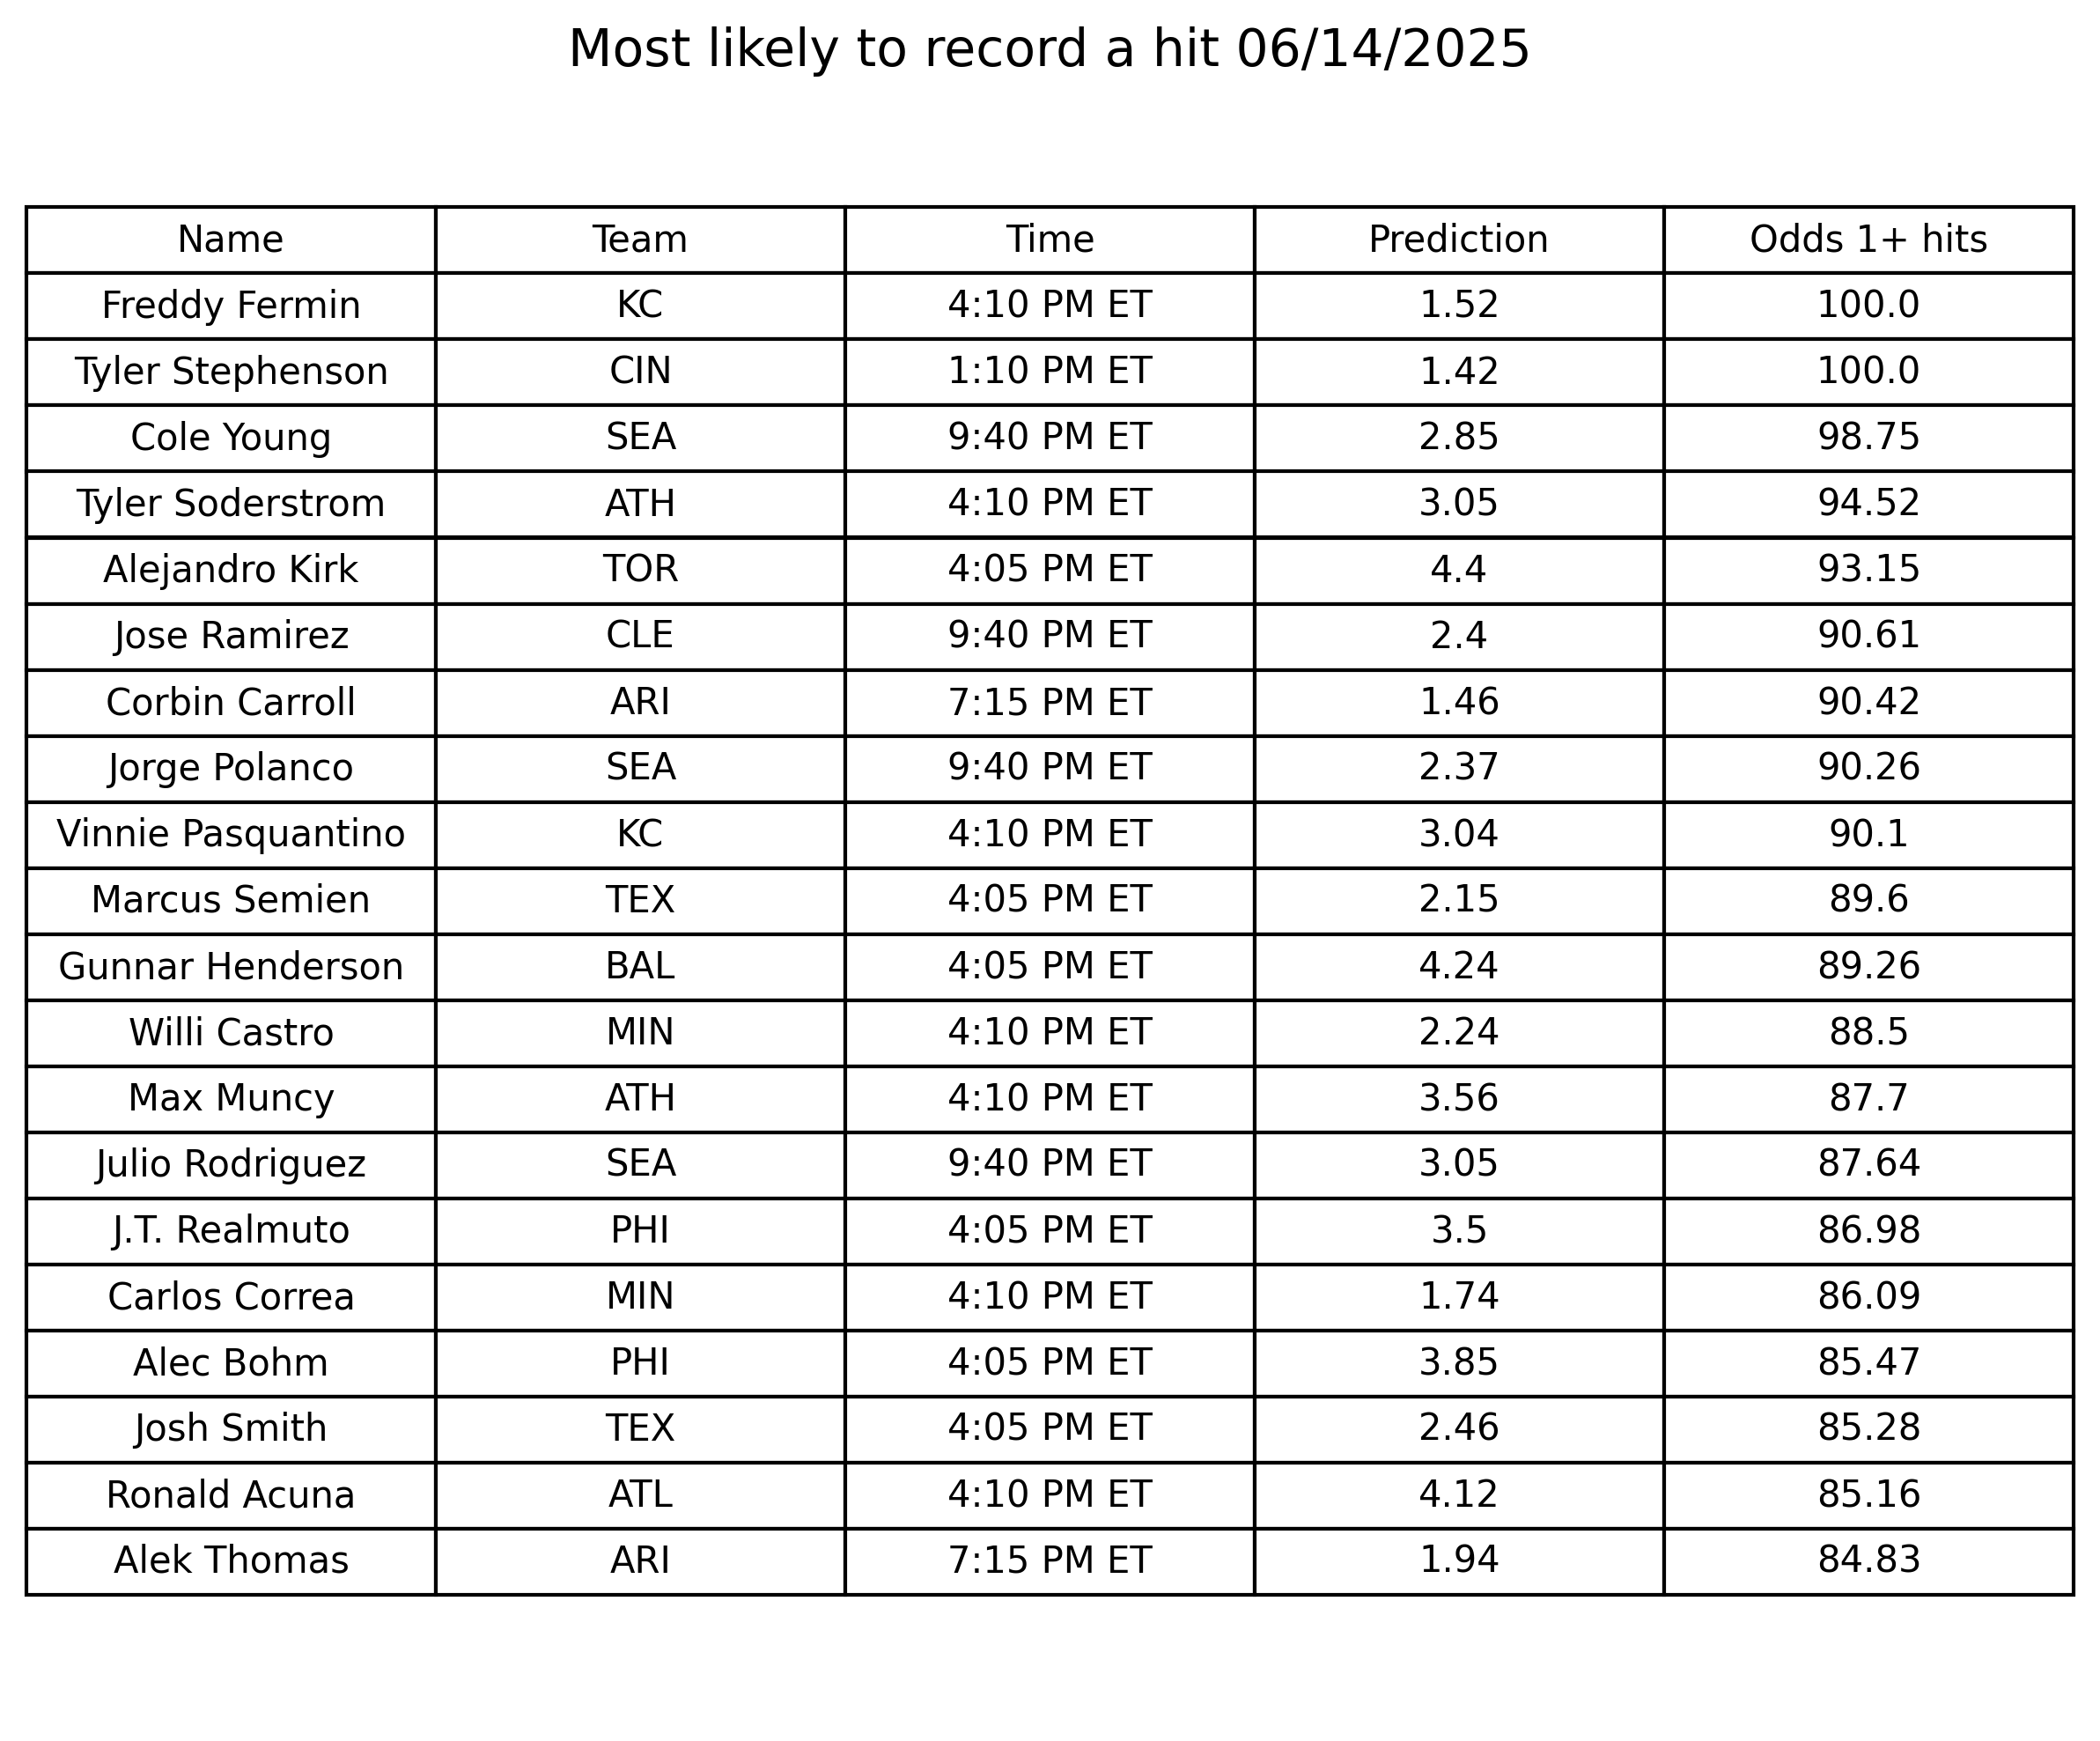 Most likely to record a hit 06/14/2025
Name Team Time Prediction Odds 1+ hits
Freddy Fermin KC 4:10 PM ET 1.52 100.0
Tyler Stephenson CIN 1:10 PM ET 1.42 100.0
Cole Young SEA 9:40 PM ET 2.85 98.75
Tyler Soderstrom ATH 4:10 PM ET 3.05 94.52
Alejandro Kirk TOR 4:05 PM ET 4.4 93.15
Jose Ramirez CLE 9:40 PM ET 2.4 90.61
Corbin Carroll ARI 7:15 PM ET 1.46 90.42
Jorge Polanco SEA 9:40 PM ET 2.37 90.26
Vinnie Pasquantino KC 4:10 PM ET 3.04 90.1
Marcus Semien TEX 4:05 PM ET 2.15 89.6
Gunnar Henderson BAL 4:05 PM ET 4.24 89.26
Willi Castro MIN 4:10 PM ET 2.24 88.5
Max Muncy ATH 4:10 PM ET 3.56 87.7
Julio Rodriguez SEA 9:40 PM ET 3.05 87.64
J.T. Realmuto PHI 4:05 PM ET 3.5 86.98
Carlos Correa MIN 4:10 PM ET 1.74 86.09
Alec Bohm PHI 4:05 PM ET 3.85 85.47
Josh Smith TEX 4:05 PM ET 2.46 85.28
Ronald Acuna ATL 4:10 PM ET 4.12 85.16
Alek Thomas ARI 7:15 PM ET 1.94 84.83